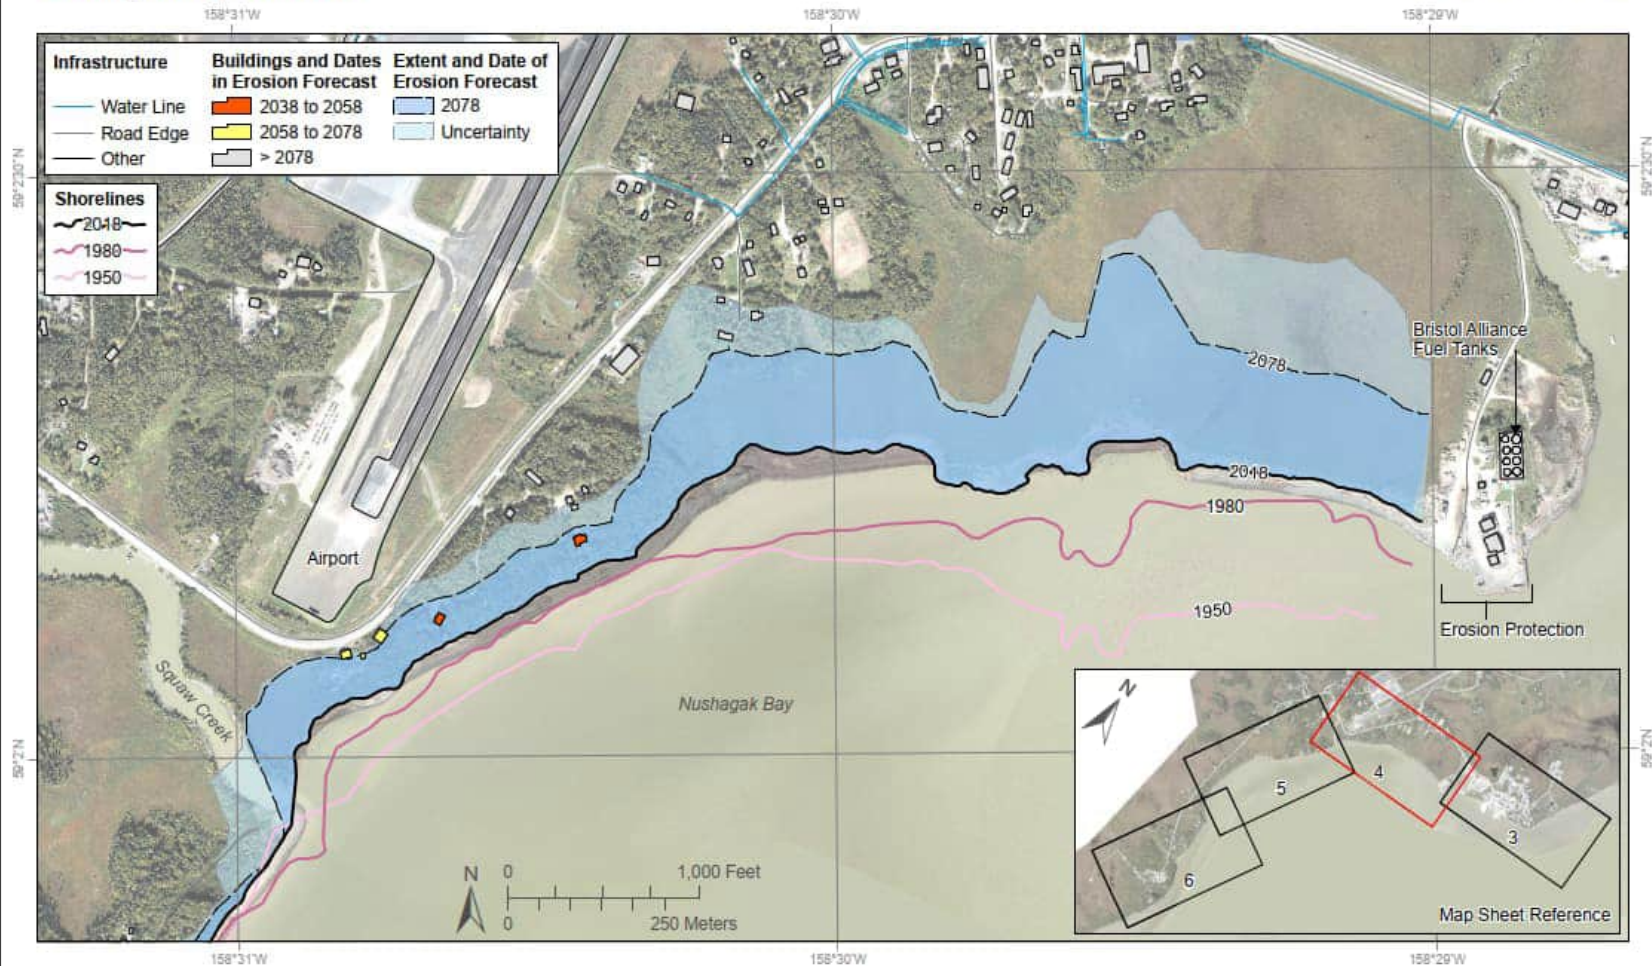 158°31'W
158°30'W
158°29'W
Infrastructure
Water Line
Road Edge
Other
Buildings and Dates
in Erosion Forecast
2038 to 2058
2058 to 2078
> 2078
Extent and Date of
Erosion Forecast
2078
Uncertainty
Shorelines
2018
1980
1950
59°2'30"N
59°2'30"N
Bristol Alliance
Fuel Tanks
2078
2018
1980
1950
Airport
Erosion Protection
Squaw Creek
Nushagak Bay
59°2'N
59°2'N
N
4
5
3
6
Map Sheet Reference
N
0
1,000 Feet
0
250 Meters
158°31'W
158°30'W
158°29'W